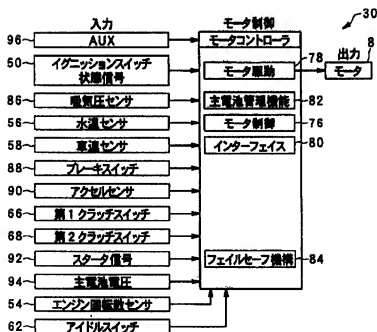 入力
モータ制御
30
96
AUX
モータコントローラ
出力
8
50
イグニッションスイッチ
状態信号
78
モータ駆動
モータ
86
吸気圧センサ
主電池管理機能
82
56
水温センサ
モータ制御
76
58
車速センサ
インターフェイス
80
88
ブレーキスイッチ
90
アクセルセンサ
66
第1クラッチスイッチ
68
第2クラッチスイッチ
92
スタータ信号
フェイルセーフ機構
84
94
主電池電圧
54
エンジン回転数センサ
62
アイドルスイッチ